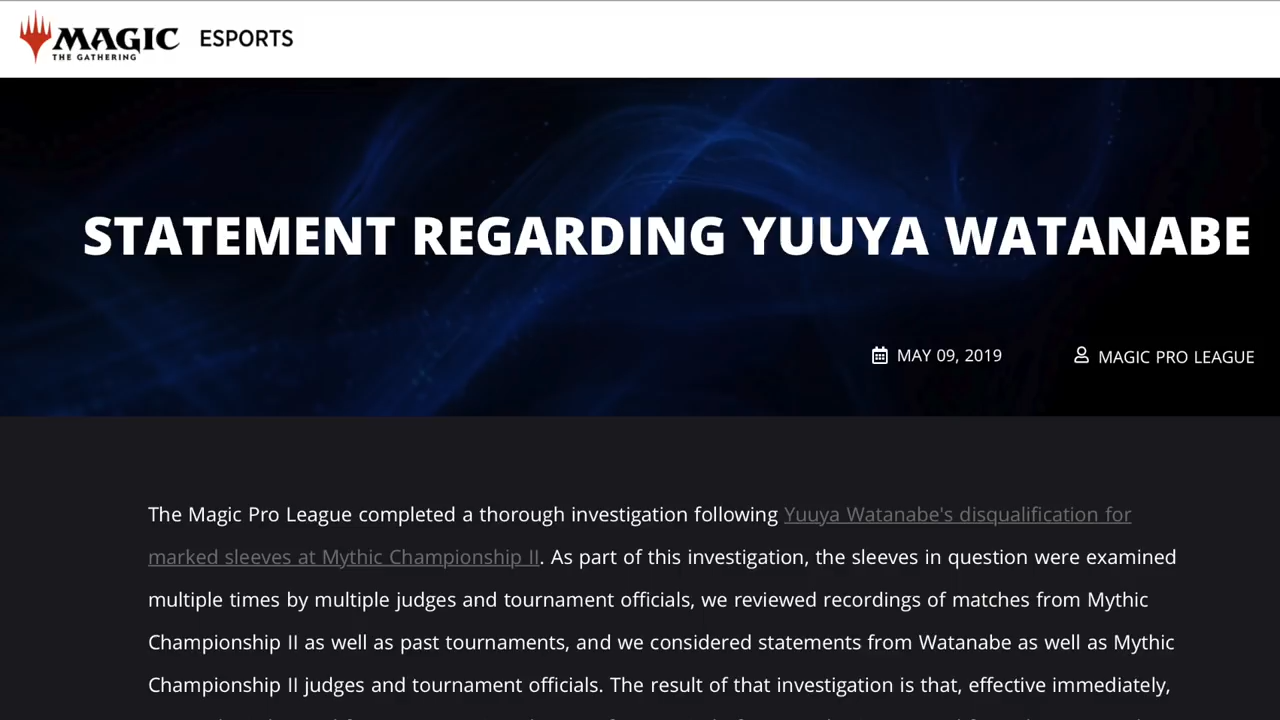 MAGIC
THE GATHERING
ESPORTS
STATEMENT REGARDING YUUYA WATANABE
MAY 09, 2019
MAGIC PRO LEAGUE
The Magic Pro League completed a thorough investigation following Yuuya Watanabe's disqualification for
marked sleeves at Mythic Championship II. As part of this investigation, the sleeves in question were examined
multiple times by multiple judges and tournament officials, we reviewed recordings of matches from Mythic
Championship II as well as past tournaments, and we considered statements from Watanabe as well as Mythic
Championship II judges and tournament officials. The result of that investigation is that, effective immediately,